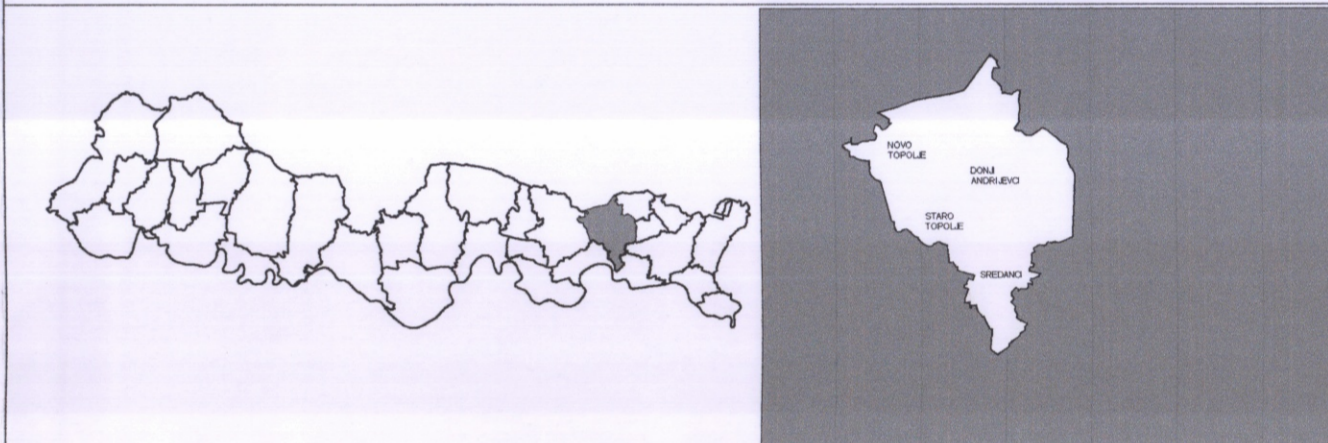 NOVO
TOPOLJE
DONJI
ANDRIJEVCI
STARO
TOPOLJE
SREDANCI